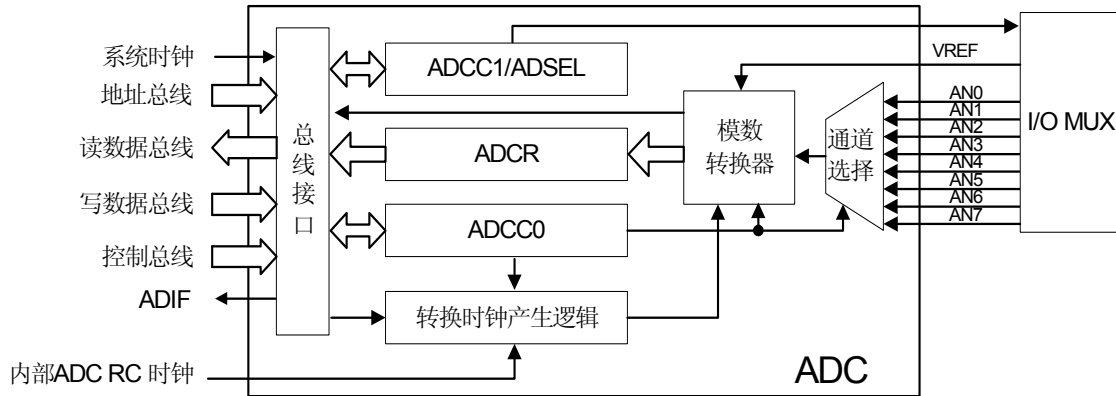 系统时钟
地址总线
读数据总线
写数据总线
控制总线
ADIF
内部ADC RC 时钟
总线接口
ADCC1/ADSEL
ADCR
ADCC0
转换时钟产生逻辑
模数
转换器
通道
选择
VREF
AN0
AN1
AN2
AN3
AN4
AN5
AN6
AN7
I/O MUX
ADC